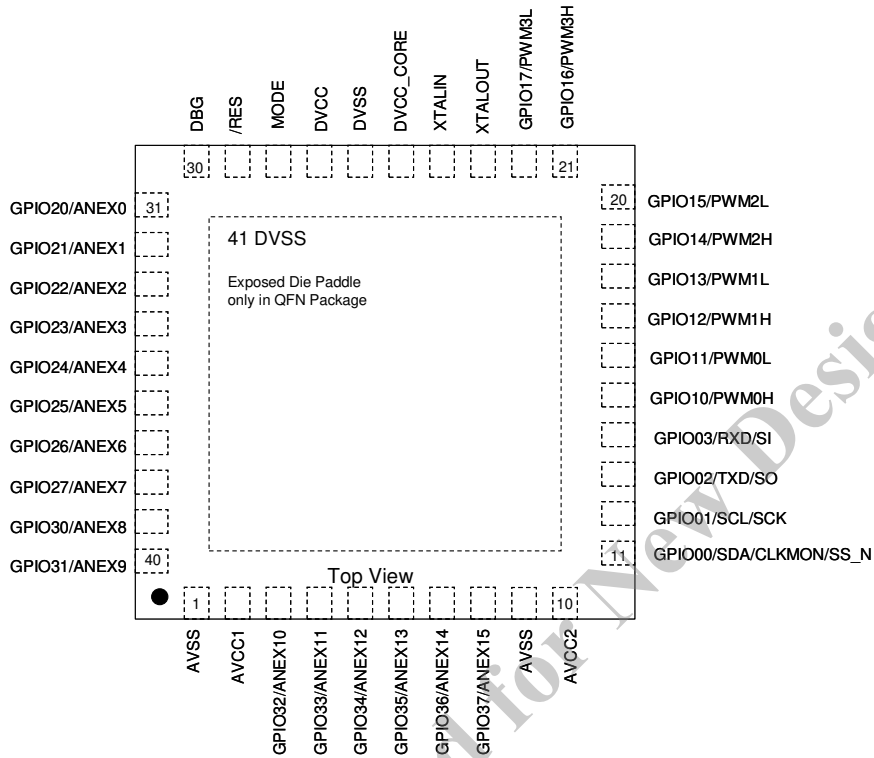 DBG
/RES
MODE
DVCC
DVSS
DVCC_CORE
XTALIN
XTALOUT
GPIO17/PWM3L
GPIO16/PWM3H
30
21
GPIO20/ANEX0
31
GPIO21/ANEX1
GPIO22/ANEX2
GPIO23/ANEX3
GPIO24/ANEX4
GPIO25/ANEX5
GPIO26/ANEX6
GPIO27/ANEX7
GPIO30/ANEX8
GPIO31/ANEX9
40
41 DVSS
Exposed Die Paddle
only in QFN Package
20
GPIO15/PWM2L
GPIO14/PWM2H
GPIO13/PWM1L
GPIO12/PWM1H
GPIO11/PWM0L
GPIO10/PWM0H
GPIO03/RXD/SI
GPIO02/TXD/SO
GPIO01/SCL/SCK
11
GPIO00/SDA/CLKMON/SS_N
Top View
1
10
AVSS
AVCC1
GPIO32/ANEX10
GPIO33/ANEX11
GPIO34/ANEX12
GPIO35/ANEX13
GPIO36/ANEX14
GPIO37/ANEX15
AVSS
AVCC2
for New